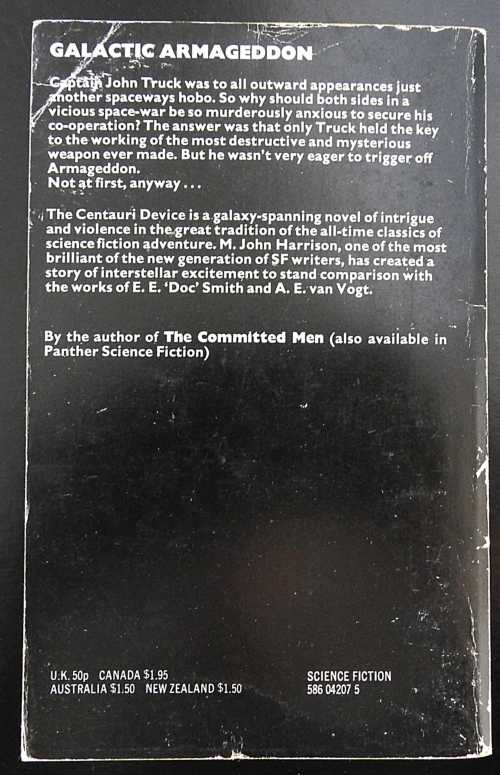 GALACTIC ARMAGEDDON
Captain John Truck was to all outward appearances just
another spaceways hobo. So why should both sides in a
vicious space-war be so murderously anxious to secure his
co-operation? The answer was that only Truck held the key
to the working of the most destructive and mysterious
weapon ever made. But he wasn't very eager to trigger off
Armageddon.
Not at first, anyway...
The Centauri Device is a galaxy-spanning novel of intrigue
and violence in the great tradition of the all-time classics of
science fiction adventure. M. John Harrison, one of the most
brilliant of the new generation of SF writers, has created a
story of interstellar excitement to stand comparison with
the works of E. E. 'Doc' Smith and A. E. van Vogt.
By the author of The Committed Men (also available in
Panther Science Fiction)
U.K. 50p CANADA $1.95
AUSTRALIA $1.50 NEW ZEALAND $1.50
SCIENCE FICTION
586 04207 5